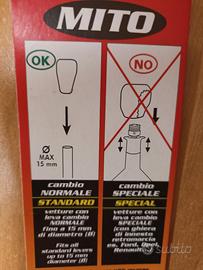 MITO
OK
NO
Ø
MAX
15 mm
cambio
NORMALE
STANDARD
vetture con
leva cambio
NORMALE
fino a 15 mm
di diametro (Ø)
Fits all
standard levers
up to 15 mm
diameter (Ø)
cambio
SPECIALE
SPECIAL
vetture con
leva cambio
SPECIALE
(con ghiera
di innesto
retromarcia
es. Ford, Opel,
Renault
subito